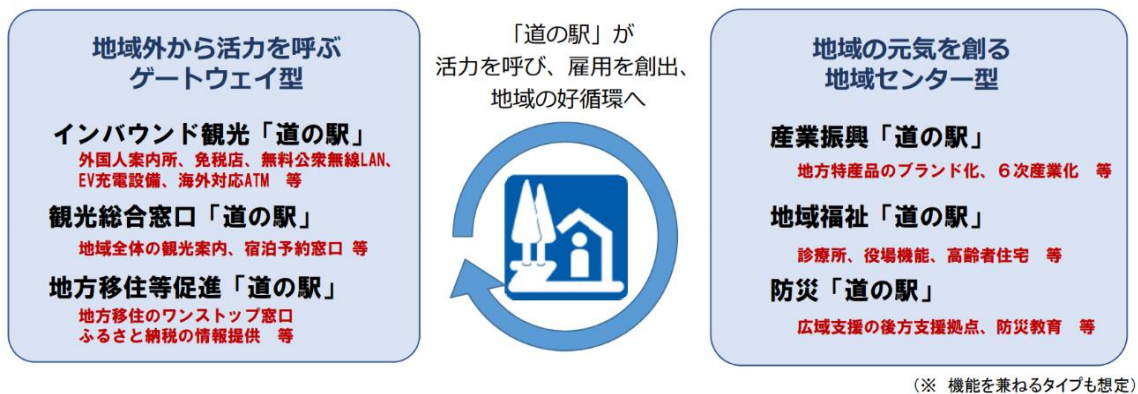 地域外から活力を呼ぶ
ゲートウェイ型
インバウンド観光「道の駅」
外国人案内所、免税店、無料公衆無線LAN、
EV充電設備、海外対応ATM　等
観光総合窓口「道の駅」
地域全体の観光案内、宿泊予約窓口 等
地方移住等促進「道の駅」
地方移住のワンストップ窓口
ふるさと納税の情報提供　等
「道の駅」が
活力を呼び、雇用を創出、
地域の好循環へ
地域の元気を創る
地域センター型
産業振興「道の駅」
地方特産品のブランド化、６次産業化　等
地域福祉「道の駅」
診療所、役場機能、高齢者住宅　等
防災「道の駅」
広域支援の後方支援拠点、防災教育　等
（※ 機能を兼ねるタイプも想定）